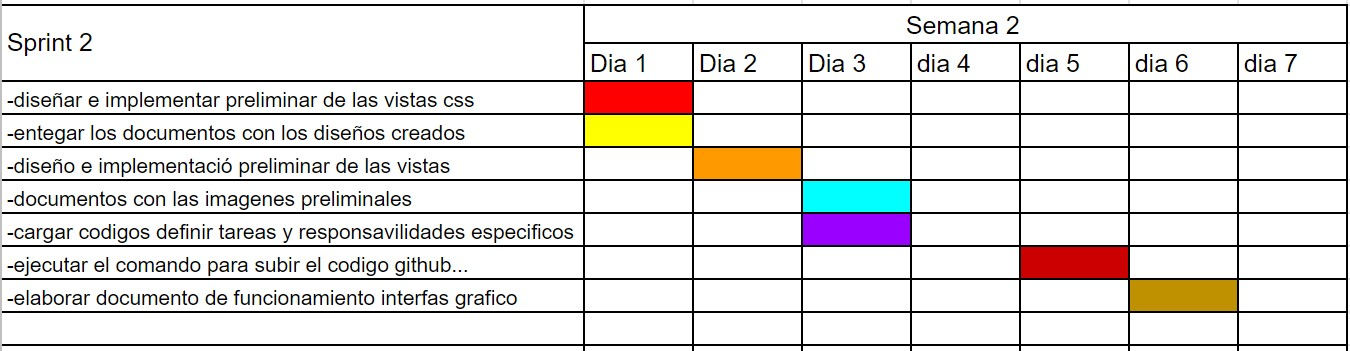 Sprint 2
Semana 2
Dia 1 Dia 2 Dia 3 dia 4 dia 5 dia 6 dia 7
-diseñar e implementar preliminar de las vistas css
-entegar los documentos con los diseños creados
-diseño e implementació preliminar de las vistas
-documentos con las imagenes preliminales
-cargar codigos definir tareas y responsavilidades especificos
-ejecutar el comando para subir el codigo github...
-elaborar documento de funcionamiento interfas grafico